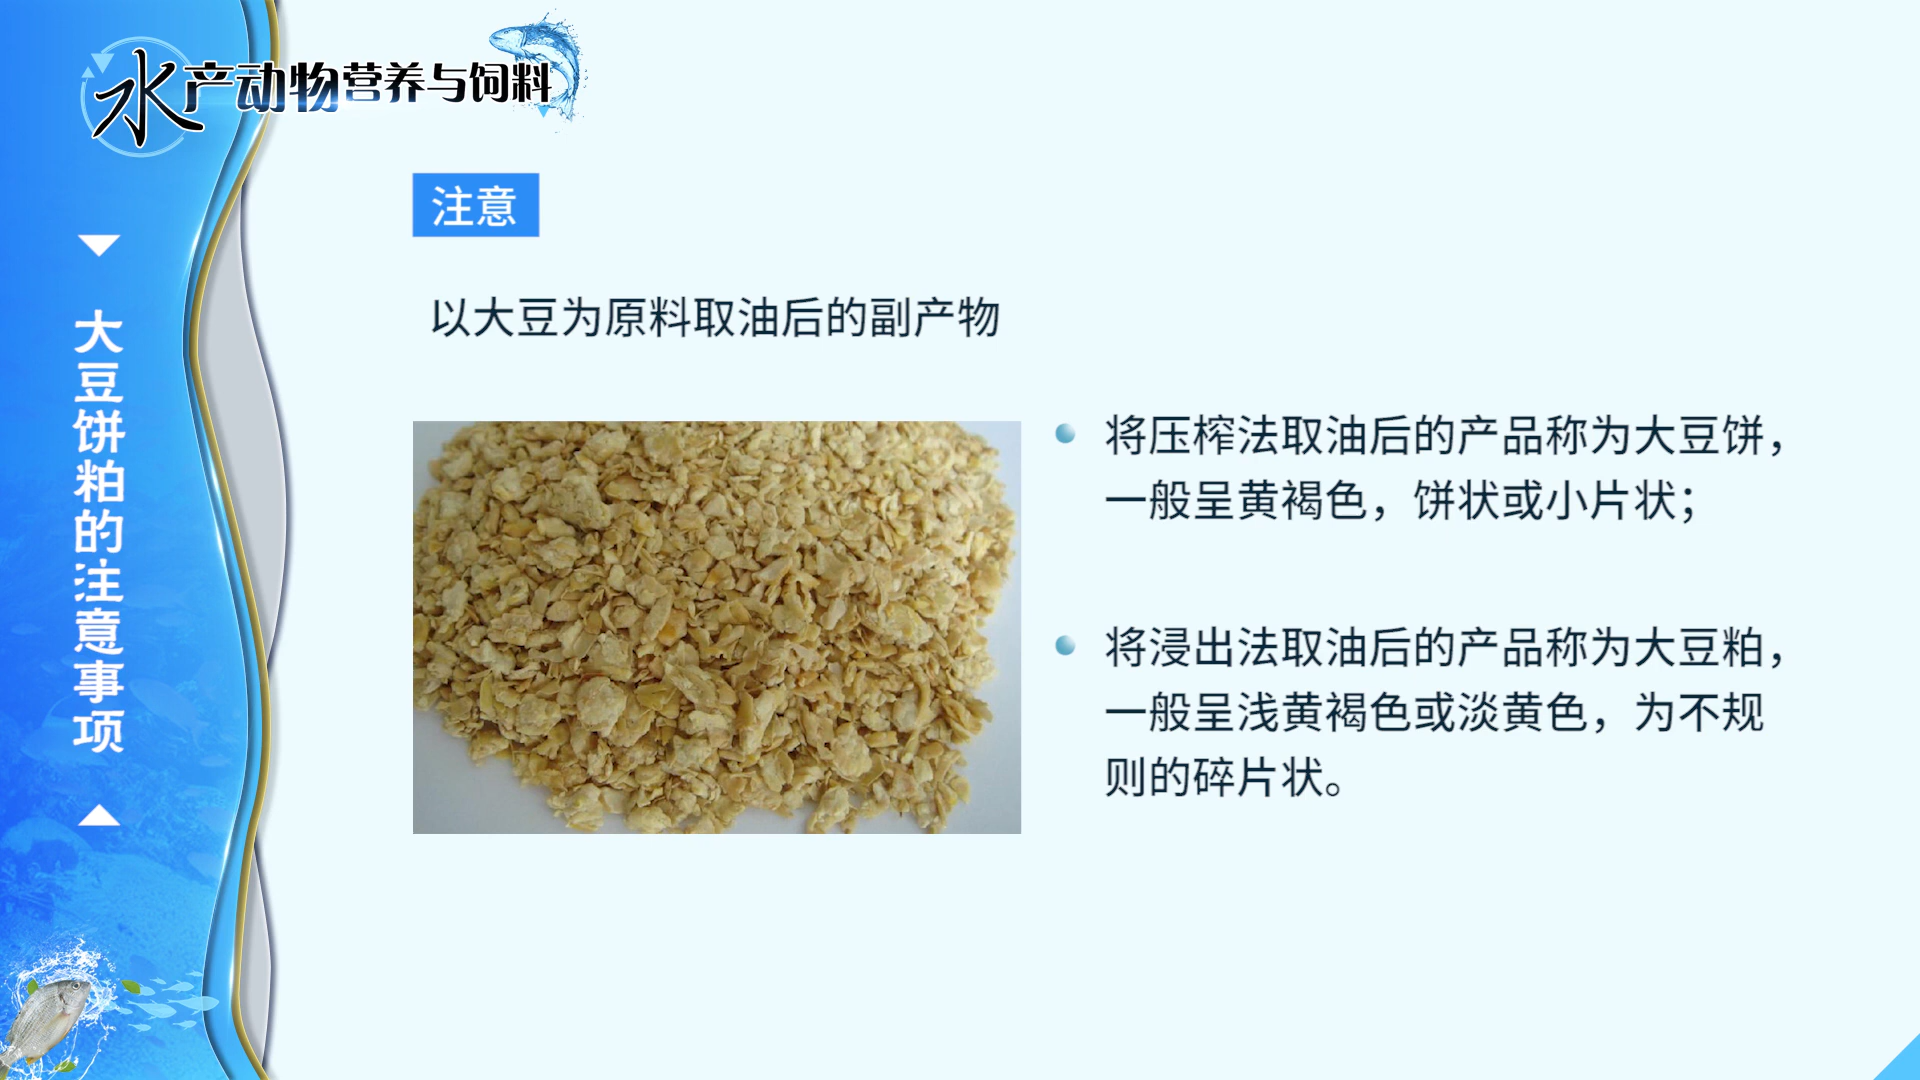 水产动物营养与饲料
大豆饼粕的注意事项
注意
以大豆为原料取油后的副产物
将压榨法取油后的产品称为大豆饼，
一般呈黄褐色，饼状或小片状；
将浸出法取油后的产品称为大豆粕，
一般呈浅黄褐色或淡黄色，为不规
则的碎片状。